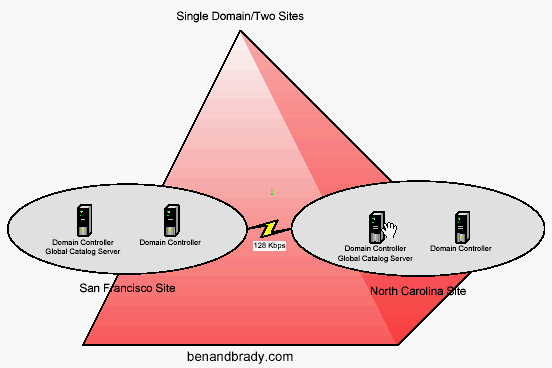 Single Domain/Two Sites
Domain Controller
Global Catalog Server
Domain Controller
128 Kbps
Domain Controller
Global Catalog Server
Domain Controller
San Francisco Site
North Carolina Site
benandbrady.com